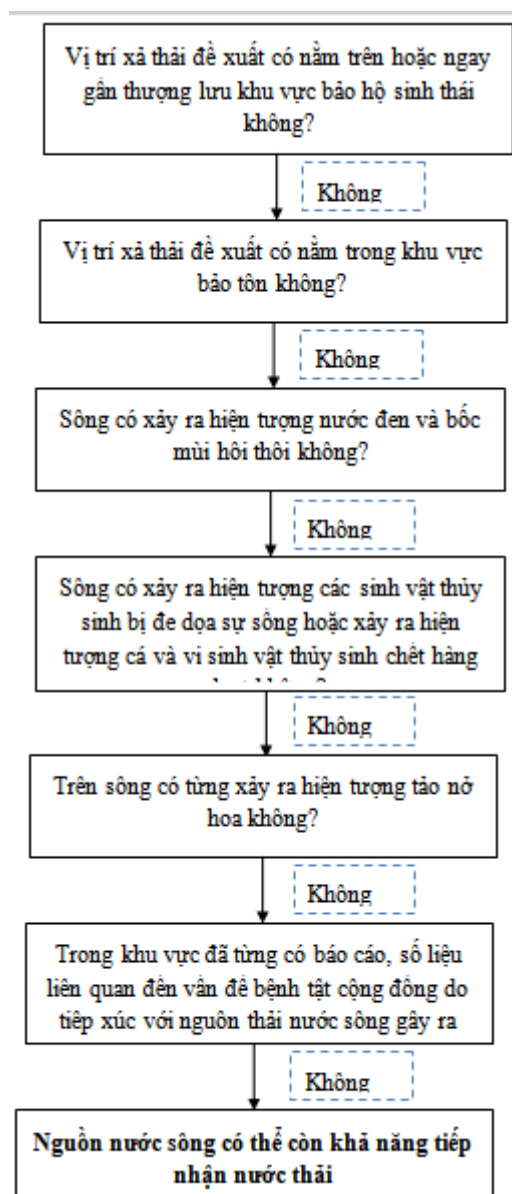 Vị trí xả thải đề xuất có nằm trên hoặc ngay
gần thượng lưu khu vực bảo hộ sinh thái
không?
Không
Vị trí xả thải đề xuất có nằm trong khu vực
bảo tồn không?
Không
Sông có xảy ra hiện tượng nước đen và bốc
mùi hôi thối không?
Không
Sông có xảy ra hiện tượng các sinh vật thủy
sinh bị đe dọa sự sống hoặc xảy ra hiện
tượng cá và vi sinh vật thủy sinh chết hàng
Không
Trên sông có từng xảy ra hiện tượng tảo nở
hoa không?
Không
Trong khu vực đã từng có báo cáo, số liệu
liên quan đến vấn đề bệnh tật cộng đồng do
tiếp xúc với nguồn thải nước sông gây ra
Không
Nguồn nước sông có thể còn khả năng tiếp
nhận nước thải